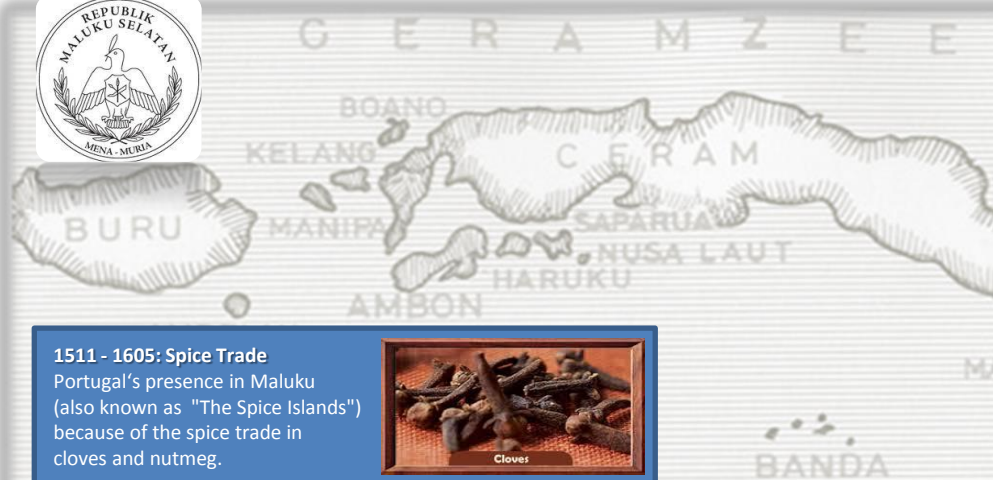 REPUBLIK
MALUKU SELATAN
MENA - MURIA
CERAMZEE
BOANO
KELANG
CERAM
BURU
MANIPA
SAPARUA
NUSA LAUT
HARUKU
AMBON
1511 - 1605: Spice Trade
Portugal‘s presence in Maluku
(also known as "The Spice Islands")
because of the spice trade in
cloves and nutmeg.
Cloves
MA
BANDA